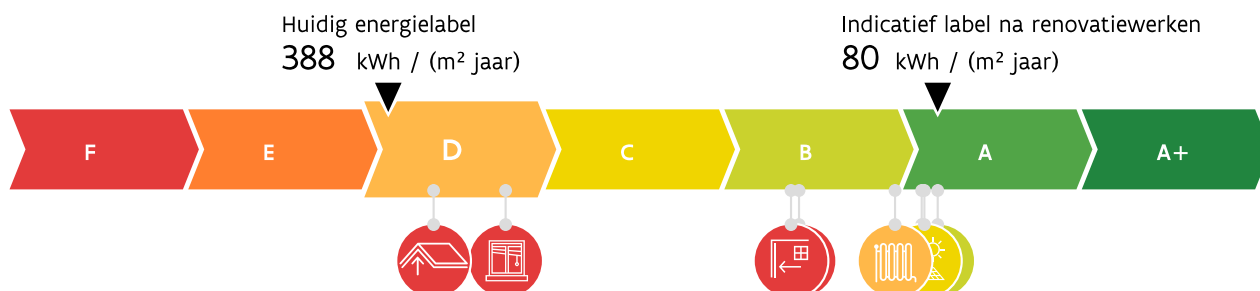 Huidig energielabel
388 kWh / (m² jaar)
Indicatief label na renovatiewerken
80 kWh / (m² jaar)
F E D C B A A+